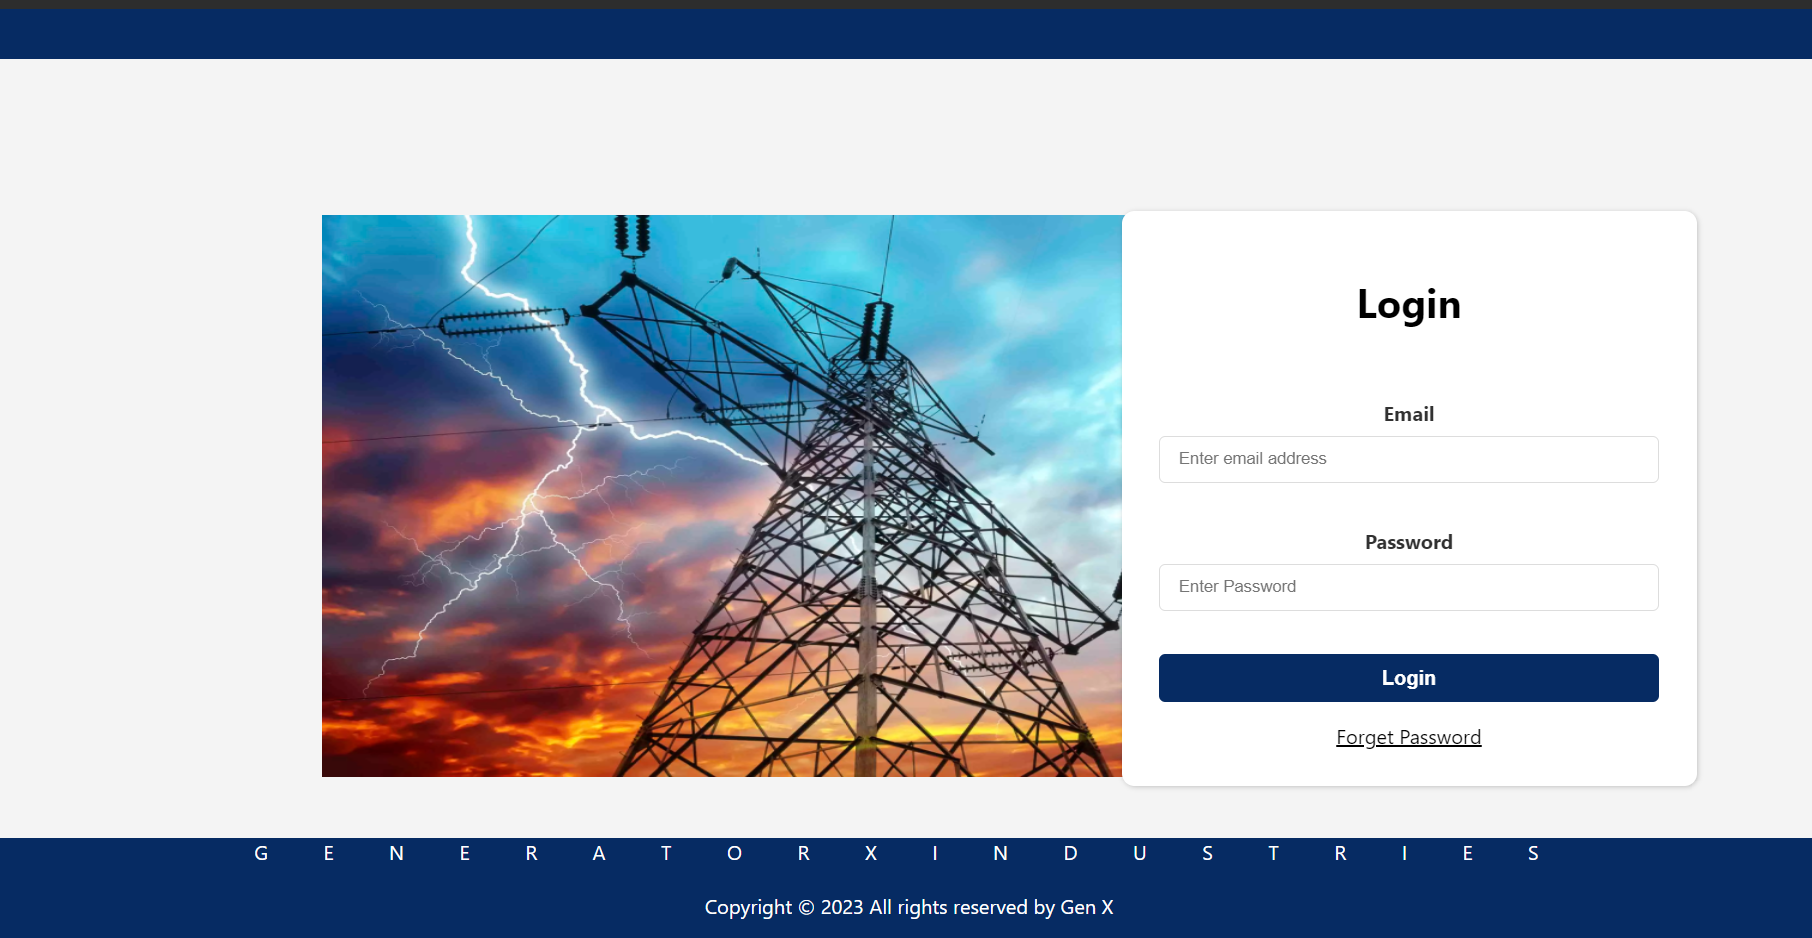 Login
Email
Enter email address
Password
Enter Password
Login
Forget Password
G E N E R A T O R X I N D U S T R I E S
Copyright © 2023 All rights reserved by Gen X